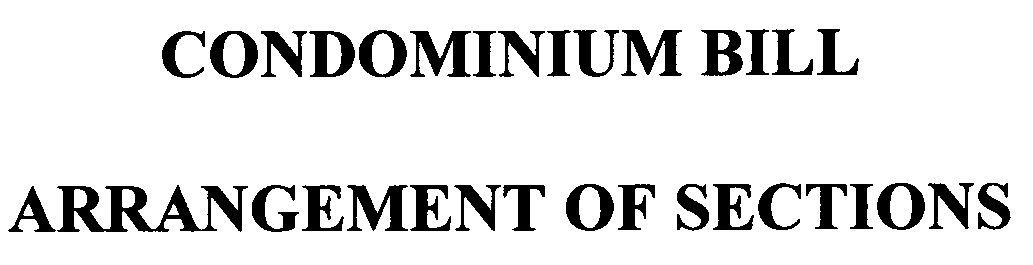 CONDOMINIUM BILL
ARRANGEMENT OF SECTIONS